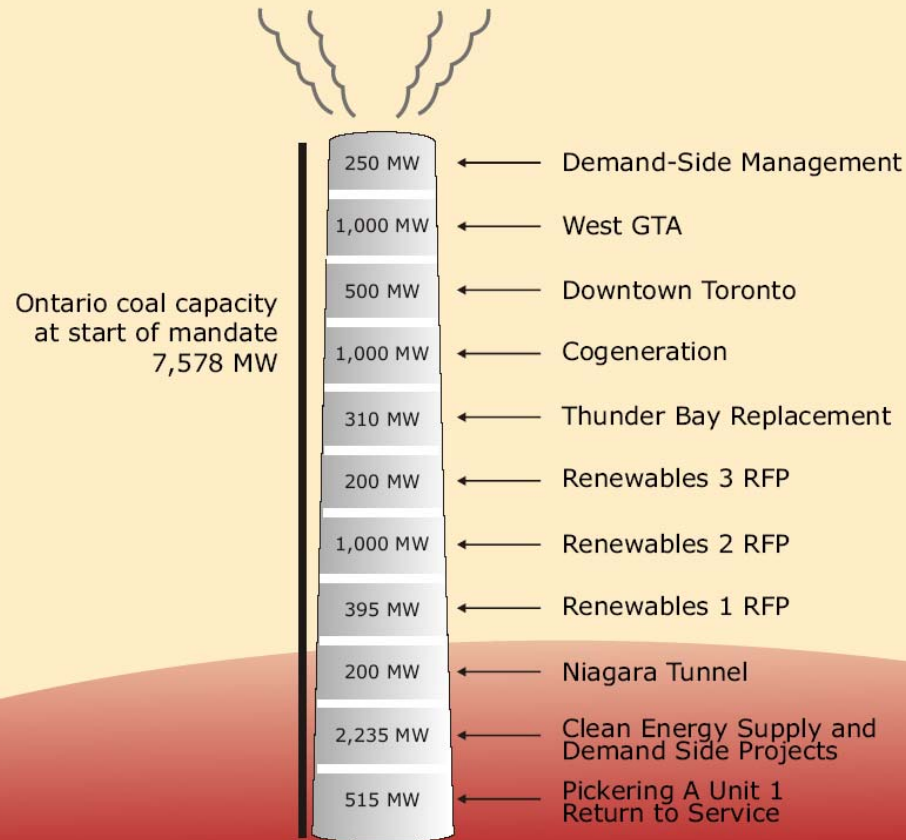 250 MW
Demand-Side Management
1,000 MW
West GTA
500 MW
Downtown Toronto
Ontario coal capacity
at start of mandate
7,578 MW
1,000 MW
Cogeneration
310 MW
Thunder Bay Replacement
200 MW
Renewables 3 RFP
1,000 MW
Renewables 2 RFP
395 MW
Renewables 1 RFP
200 MW
Niagara Tunnel
2,235 MW
Clean Energy Supply and
Demand Side Projects
515 MW
Pickering A Unit 1
Return to Service